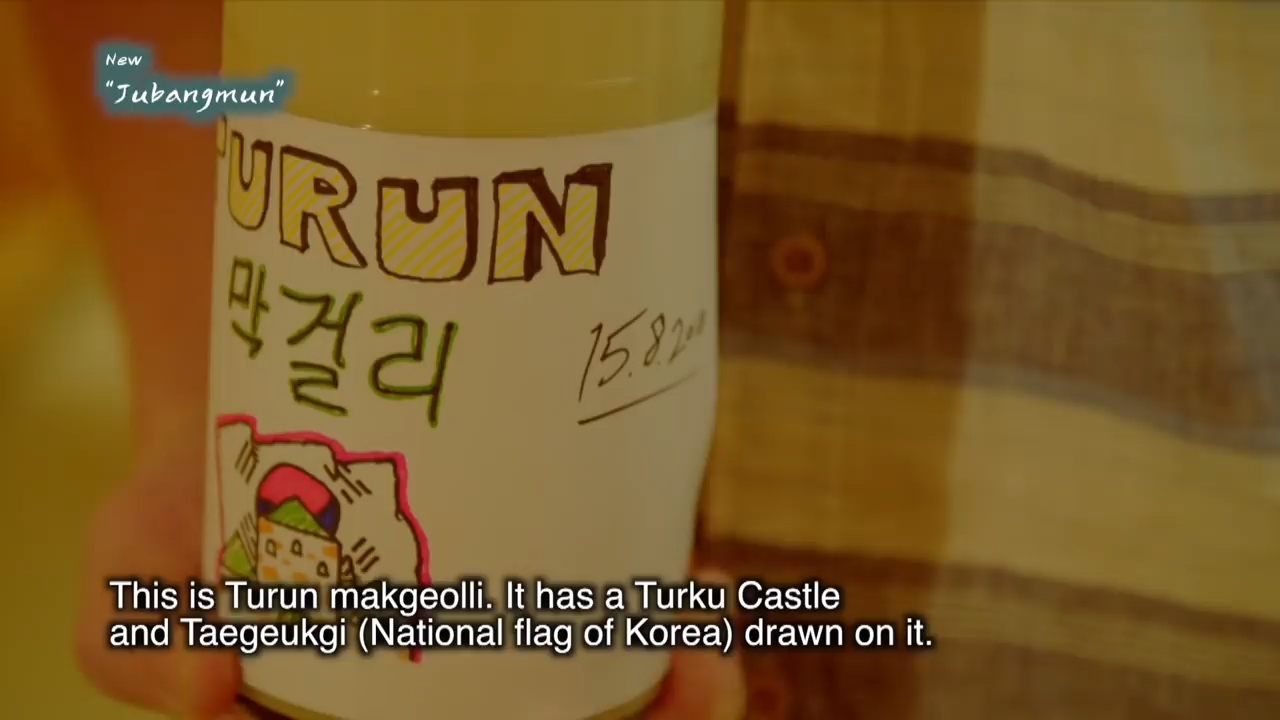 New
"Jubangmun"
TURUN
막걸리
15.8.20
This is Turun makgeolli. It has a Turku Castle
and Taegeukgi (National flag of Korea) drawn on it.